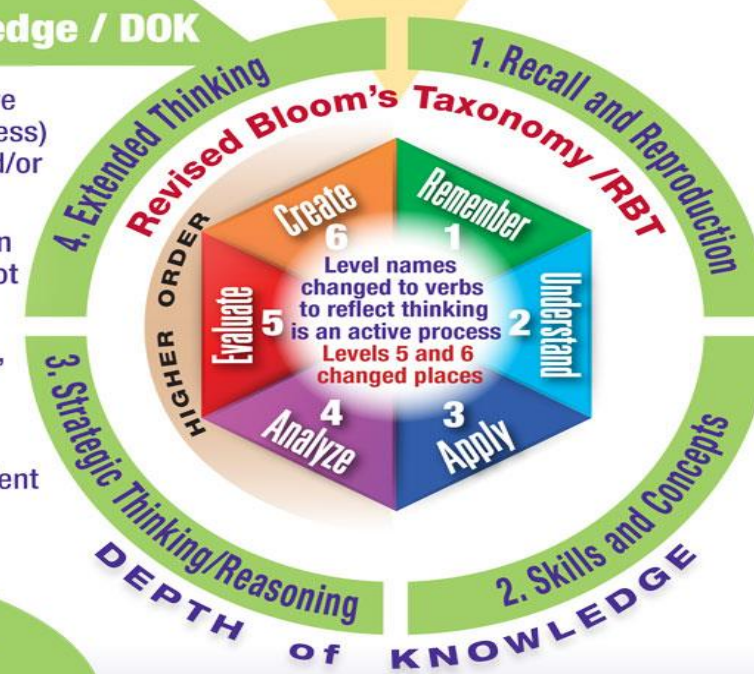 edge / DOK
re
ess)
d/or
n
ot
,
ent
1. Recall and Reproduction
2. Skills and Concepts
3. Strategic Thinking/Reasoning
4. Extended Thinking
DEPTH of KNOWLEDGE
Revised Bloom's Taxonomy /RBT
HIGHER ORDER
Remember
1
Understand
2
Apply
3
Analyze
4
Evaluate
5
Create
6
Level names
changed to verbs
to reflect thinking
is an active process
Levels 5 and 6
changed places